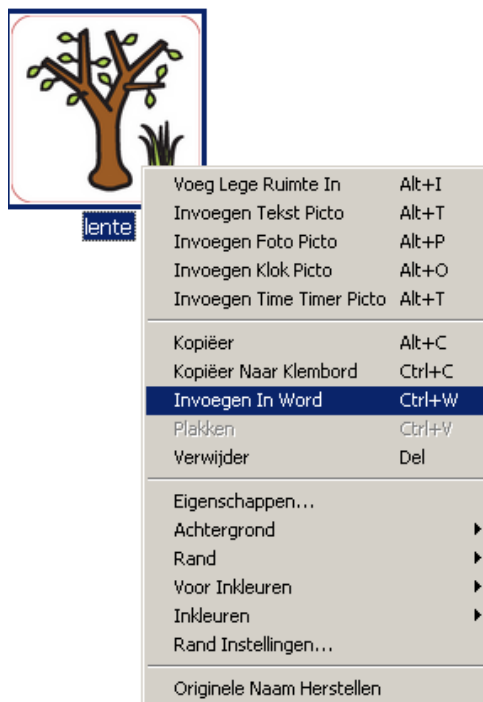 lente
Voeg Lege Ruimte In Alt+I
Invoegen Tekst Picto Alt+T
Invoegen Foto Picto Alt+P
Invoegen Klok Picto Alt+O
Invoegen Time Timer Picto Alt+T
Kopiëer Alt+C
Kopiëer Naar Klembord Ctrl+C
Invoegen In Word Ctrl+W
Plakken Ctrl+V
Verwijder Del
Eigenschappen...
Achtergrond
Rand
Voor Inkleuren
Inkleuren
Rand Instellingen...
Originele Naam Herstellen